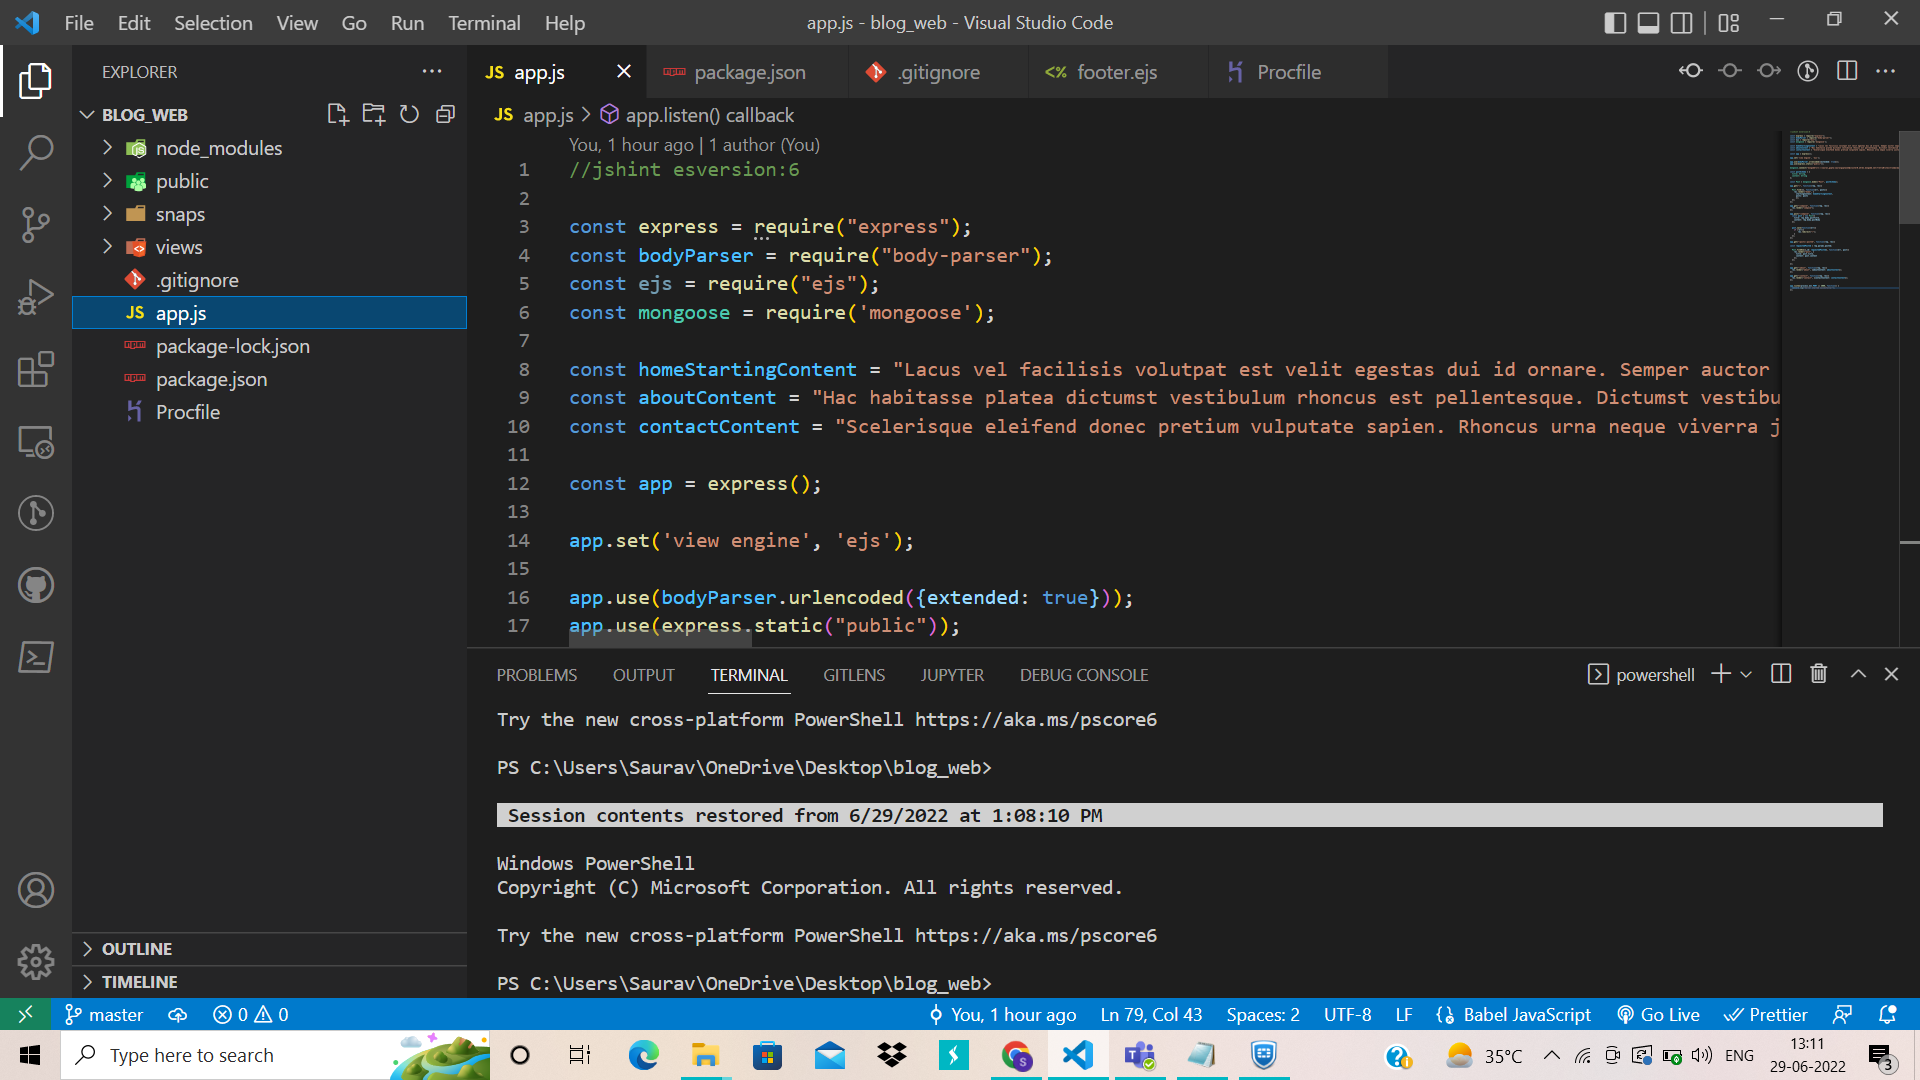 File Edit Selection View Go Run Terminal Help
app.js - blog_web - Visual Studio Code
EXPLORER
BLOG_WEB
node_modules
public
snaps
views
.gitignore
JS app.js
package-lock.json
package.json
Procfile
OUTLINE
TIMELINE
JS app.js package.json .gitignore <% footer.ejs Procfile
JS app.js > app.listen() callback
You, 1 hour ago | 1 author (You)
1 //jshint esversion:6
2
3 const express = require("express");
4 const bodyParser = require("body-parser");
5 const ejs = require("ejs");
6 const mongoose = require('mongoose');
7
8 const homeStartingContent = "Lacus vel facilisis volutpat est velit egestas dui id ornare. Semper auctor
9 const aboutContent = "Hac habitasse platea dictumst vestibulum rhoncus est pellentesque. Dictumst vestibu
10 const contactContent = "Scelerisque eleifend donec pretium vulputate sapien. Rhoncus urna neque viverra j
11
12 const app = express();
13
14 app.set('view engine', 'ejs');
15
16 app.use(bodyParser.urlencoded({extended: true}));
17 app.use(express.static("public"));
PROBLEMS OUTPUT TERMINAL GITLENS JUPYTER DEBUG CONSOLE
powershell
Try the new cross-platform PowerShell https://aka.ms/pscore6
PS C:\Users\Saurav\OneDrive\Desktop\blog_web>
Session contents restored from 6/29/2022 at 1:08:10 PM
Windows PowerShell
Copyright (C) Microsoft Corporation. All rights reserved.
Try the new cross-platform PowerShell https://aka.ms/pscore6
PS C:\Users\Saurav\OneDrive\Desktop\blog_web>
master 0 0 You, 1 hour ago Ln 79, Col 43 Spaces: 2 UTF-8 LF Babel JavaScript Go Live Prettier
Type here to search
35°C ENG
13:11
29-06-2022
3